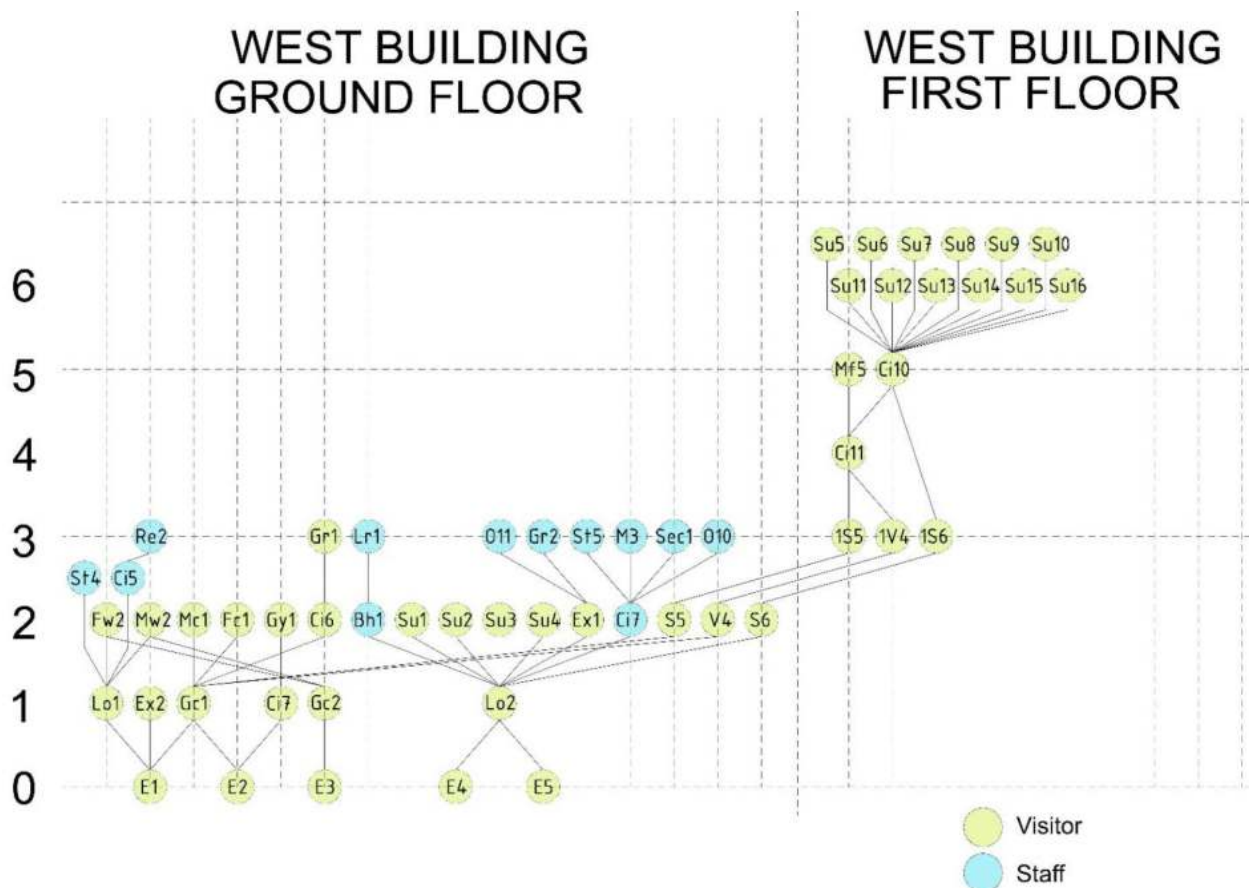 WEST BUILDING
GROUND FLOOR
WEST BUILDING
FIRST FLOOR
Su5 Su6 Su7 Su8 Su9 Su10
6
Su11 Su12 Su13 Su14 Su15 Su16
5
Mf5 Ci10
4
Ci11
3
Re2 Gr1 Lr1 O11 Gr2 St5 M3 Sec1 O10 1S5 1V4 1S6
St4 Ci5
2
Fw2 Mw2 Mc1 Fc1 Gy1 Ci6 Bh1 Su1 Su2 Su3 Su4 Ex1 Ci7 S5 V4 S6
1
Lo1 Ex2 Gc1 Ci7 Gc2 Lo2
0
E1 E2 E3 E4 E5
Visitor
Staff